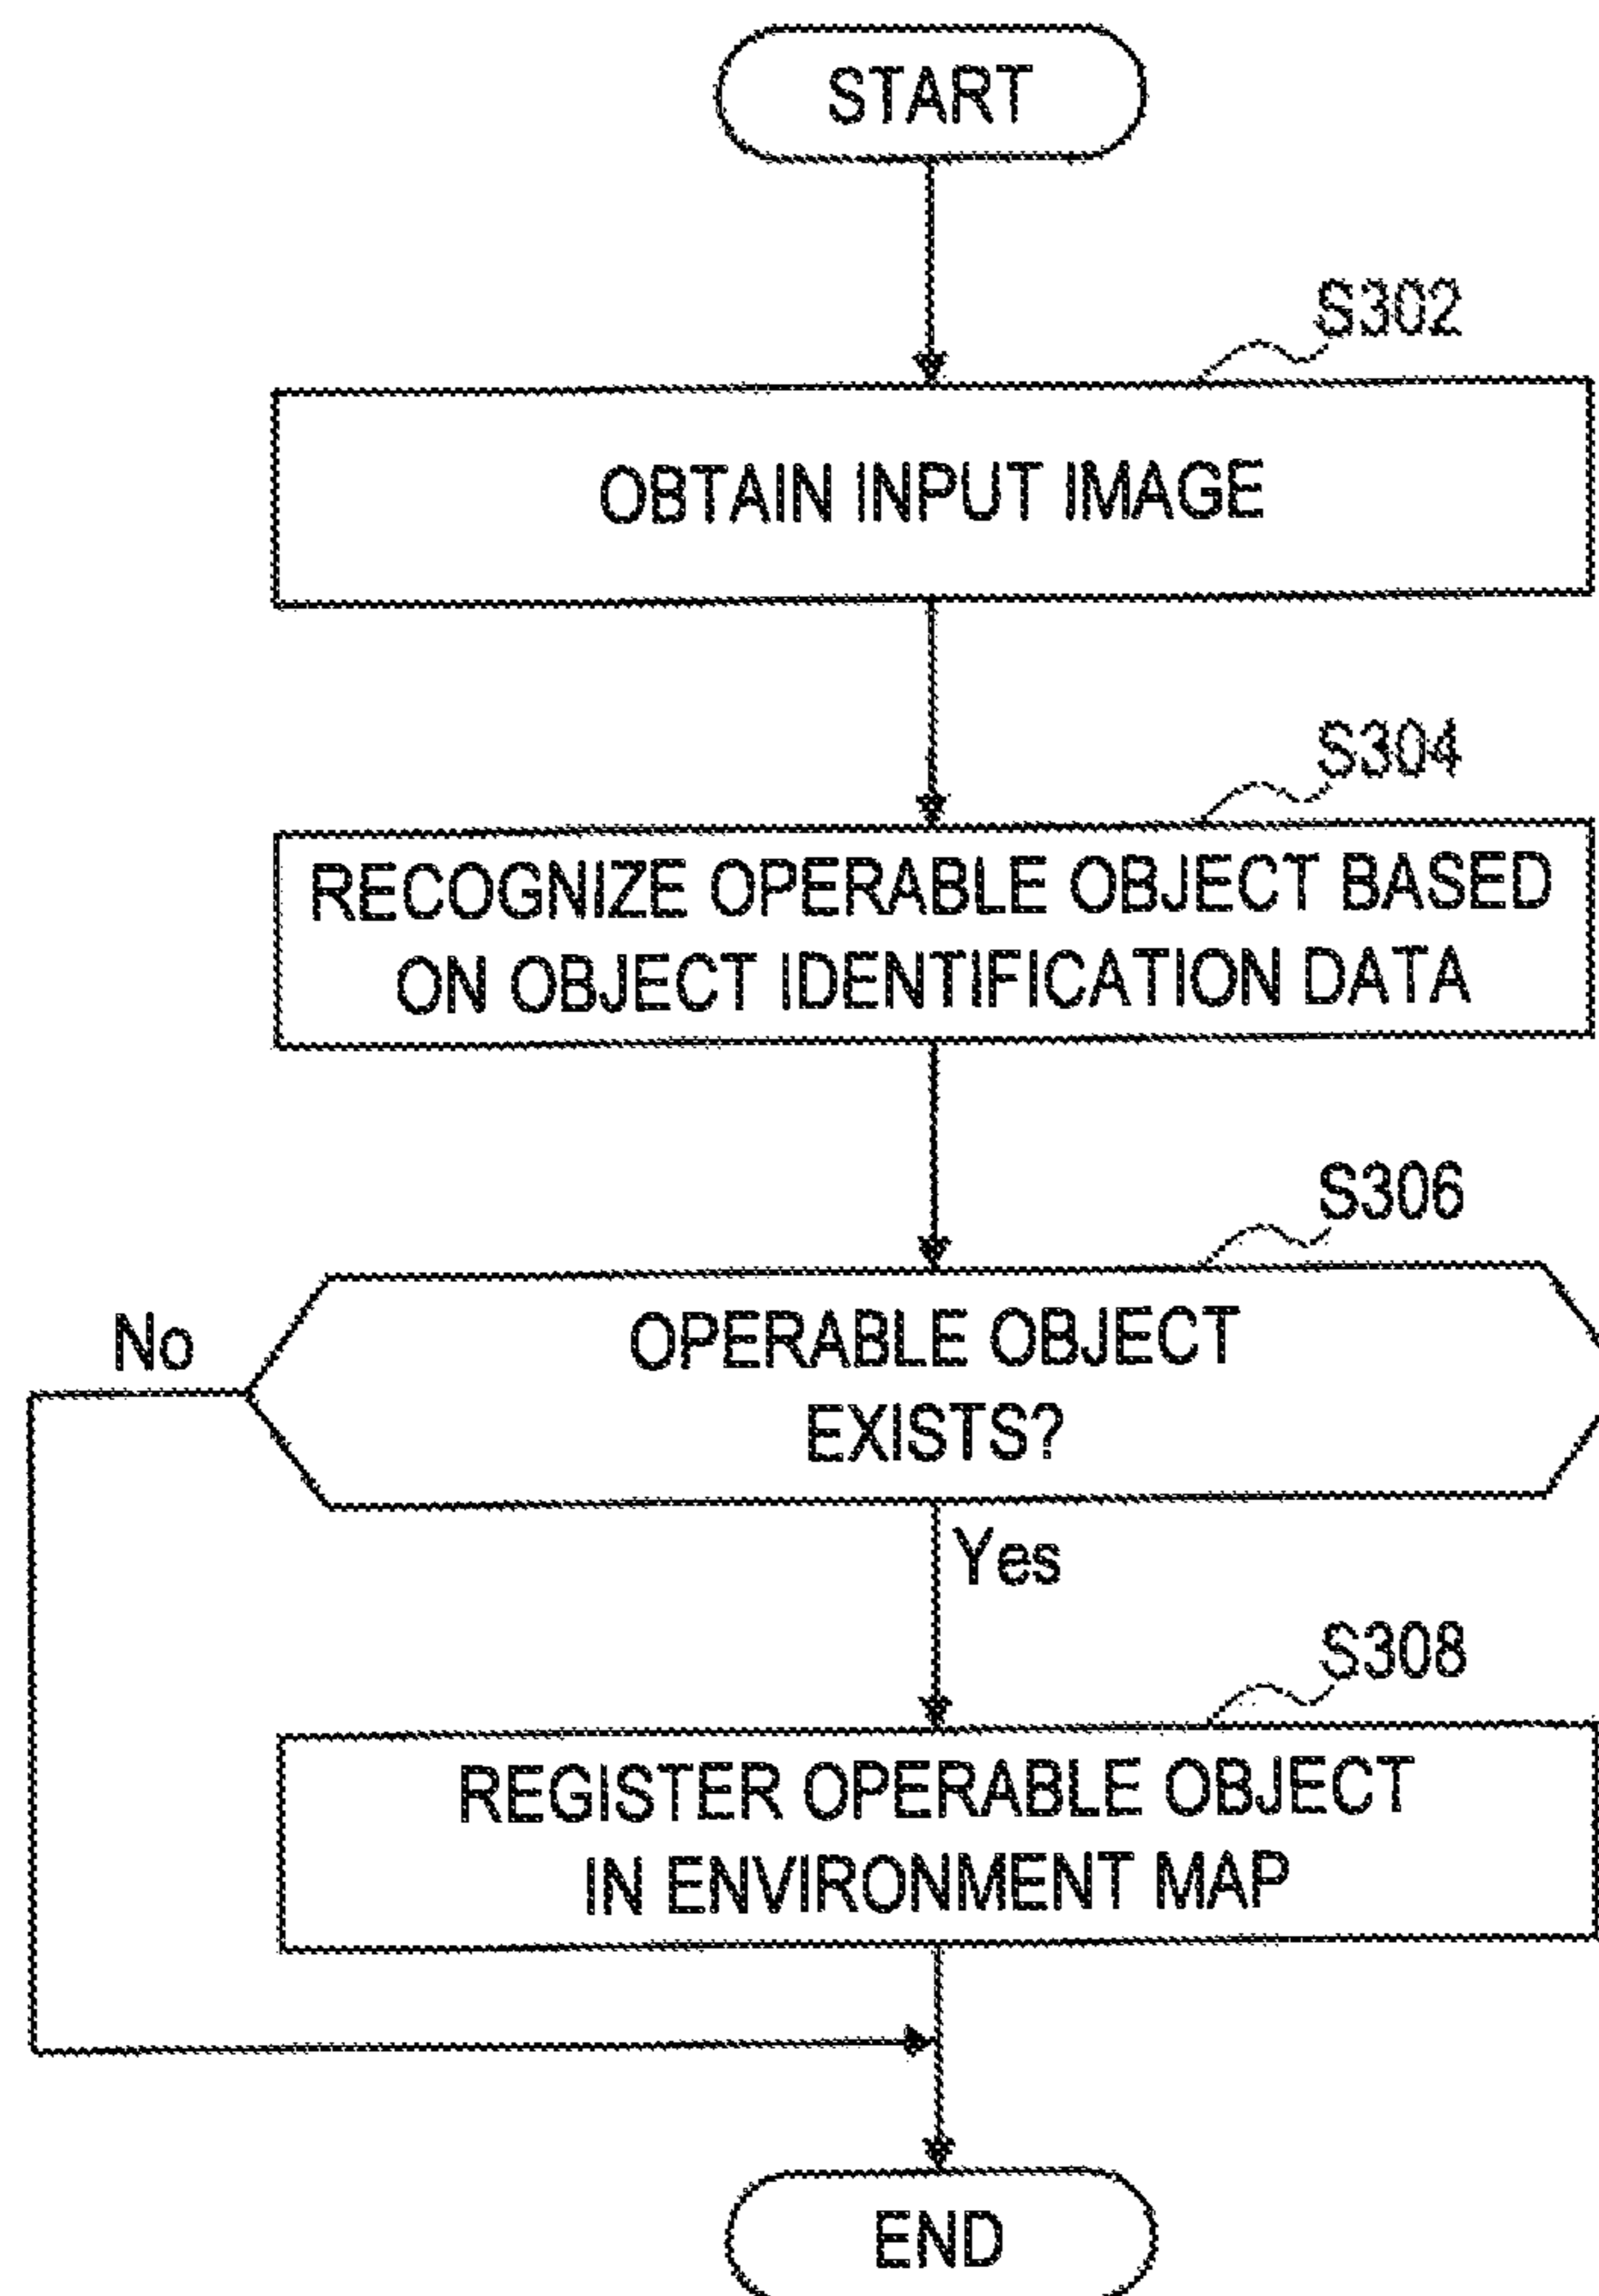 START
S302
OBTAIN INPUT IMAGE
S304
RECOGNIZE OPERABLE OBJECT BASED
ON OBJECT IDENTIFICATION DATA
S306
No
OPERABLE OBJECT
EXISTS?
Yes
S308
REGISTER OPERABLE OBJECT
IN ENVIRONMENT MAP
END